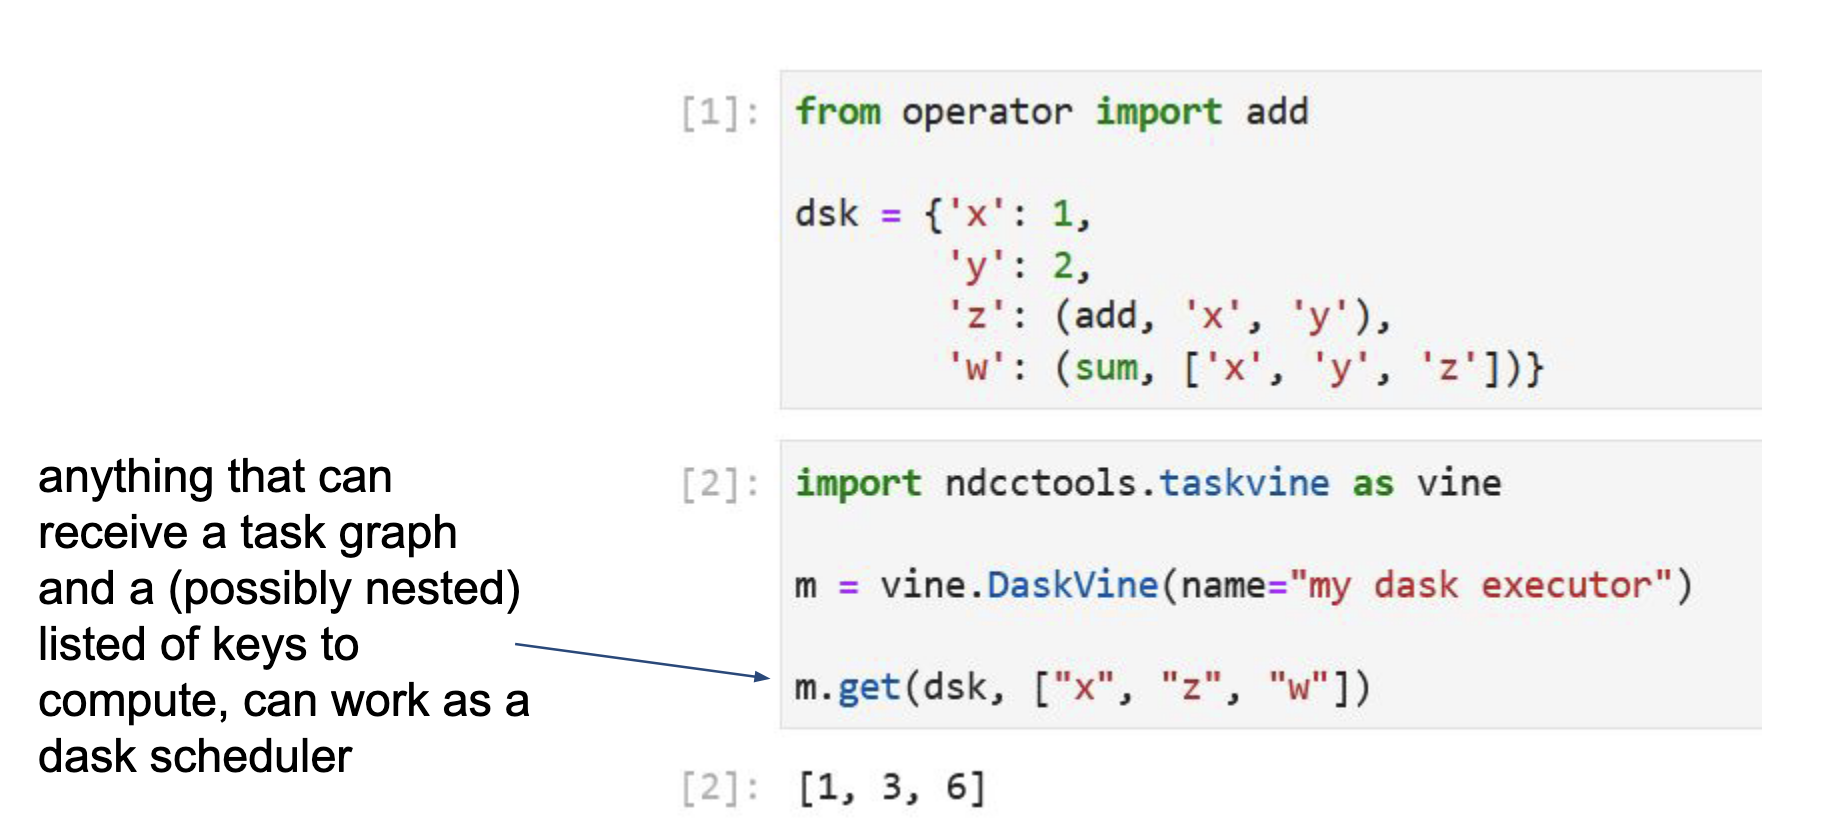 [1]: from operator import add
dsk = {'x': 1,
'y': 2,
'z': (add, 'x', 'y'),
'w': (sum, ['x', 'y', 'z'])}
anything that can
receive a task graph
and a (possibly nested)
listed of keys to
compute, can work as a
dask scheduler
[2]: import ndcctools.taskvine as vine
m = vine.DaskVine(name="my dask executor")
m.get(dsk, ["x", "z", "w"])
[2]: [1, 3, 6]